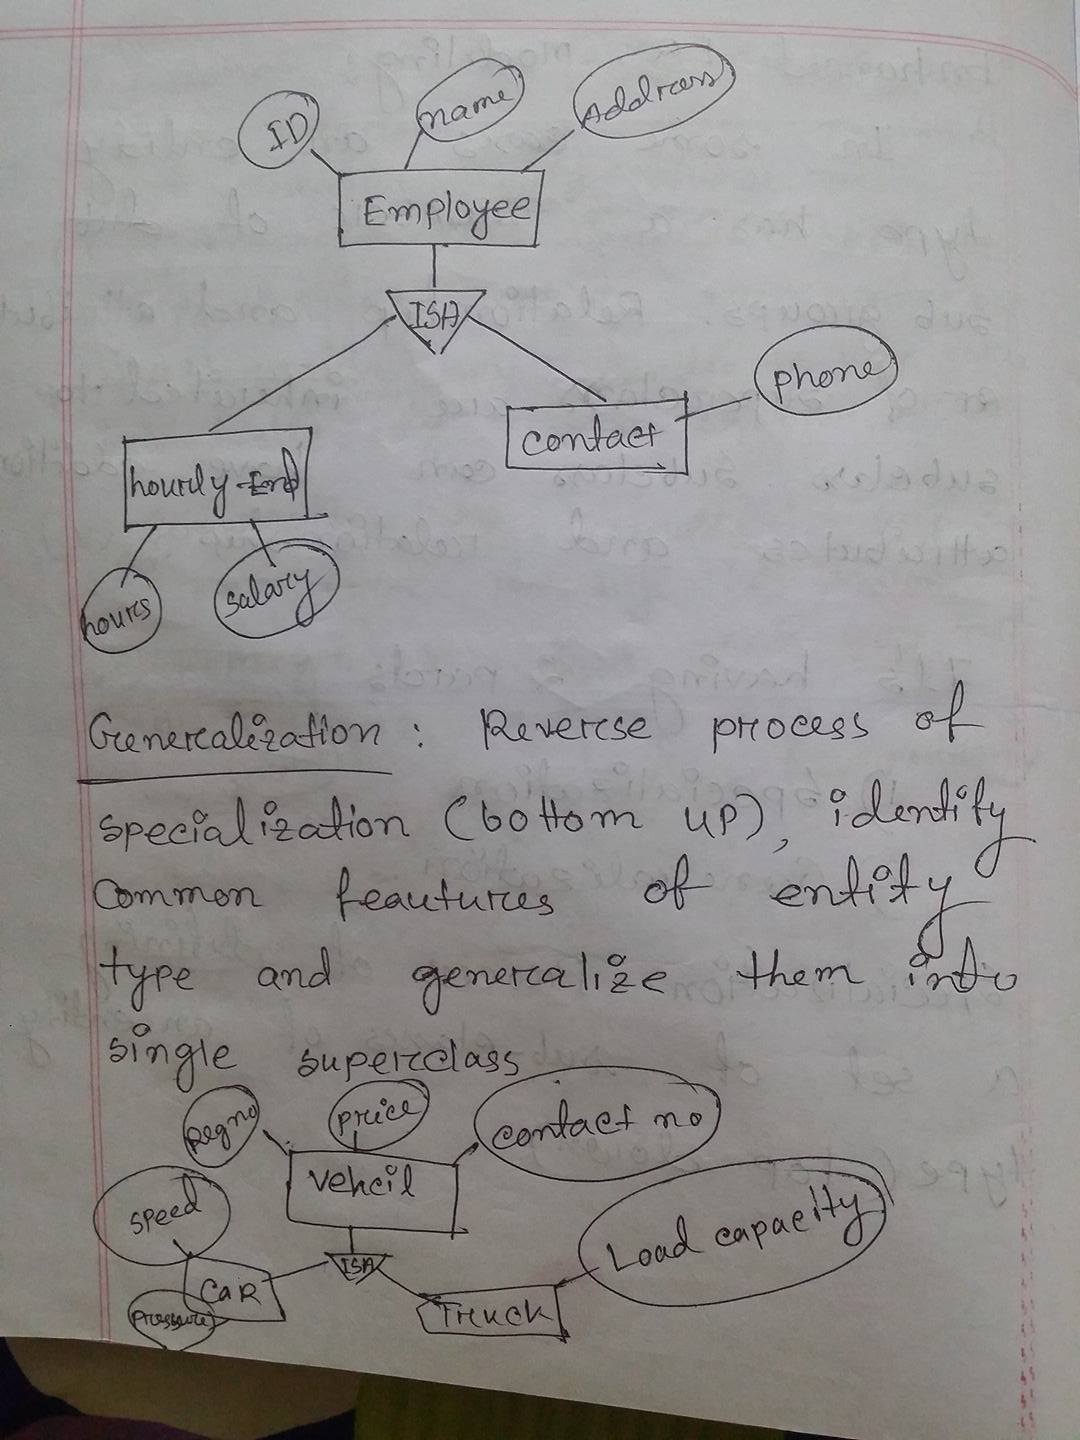 ID
name
Address
Employee
ISA
phone
contact
hourly-
hours
salary
Generalization : Reverse process of
specialization (bottom up), identify
common feautures of entity
type and generalize them into
single superclass
Regno
price
contact no
Vehcil
speed
Load capacity
ISA
CaR
Truck
pressure